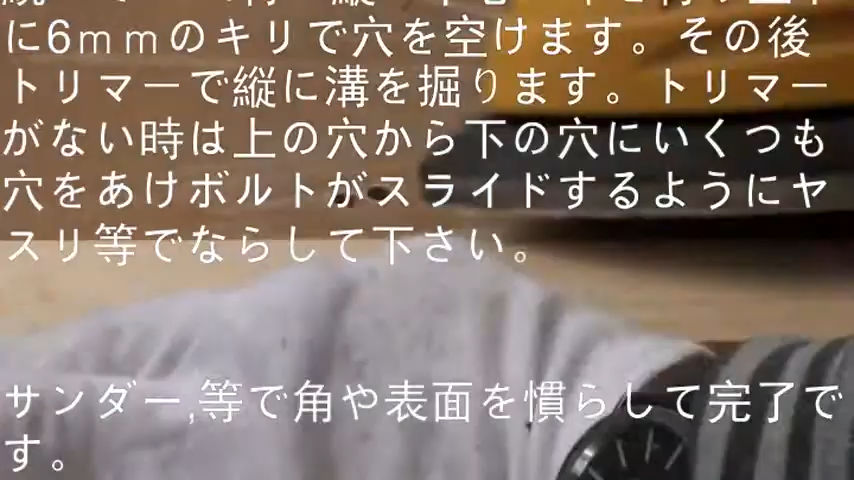 に6ｍｍのキリで穴を空けます。その後
トリマーで縦に溝を掘ります。トリマー
がない時は上の穴から下の穴にいくつも
穴をあけボルトがスライドするようにヤ
スリ等でならして下さい。
サンダー,等で角や表面を慣らして完了で
す。